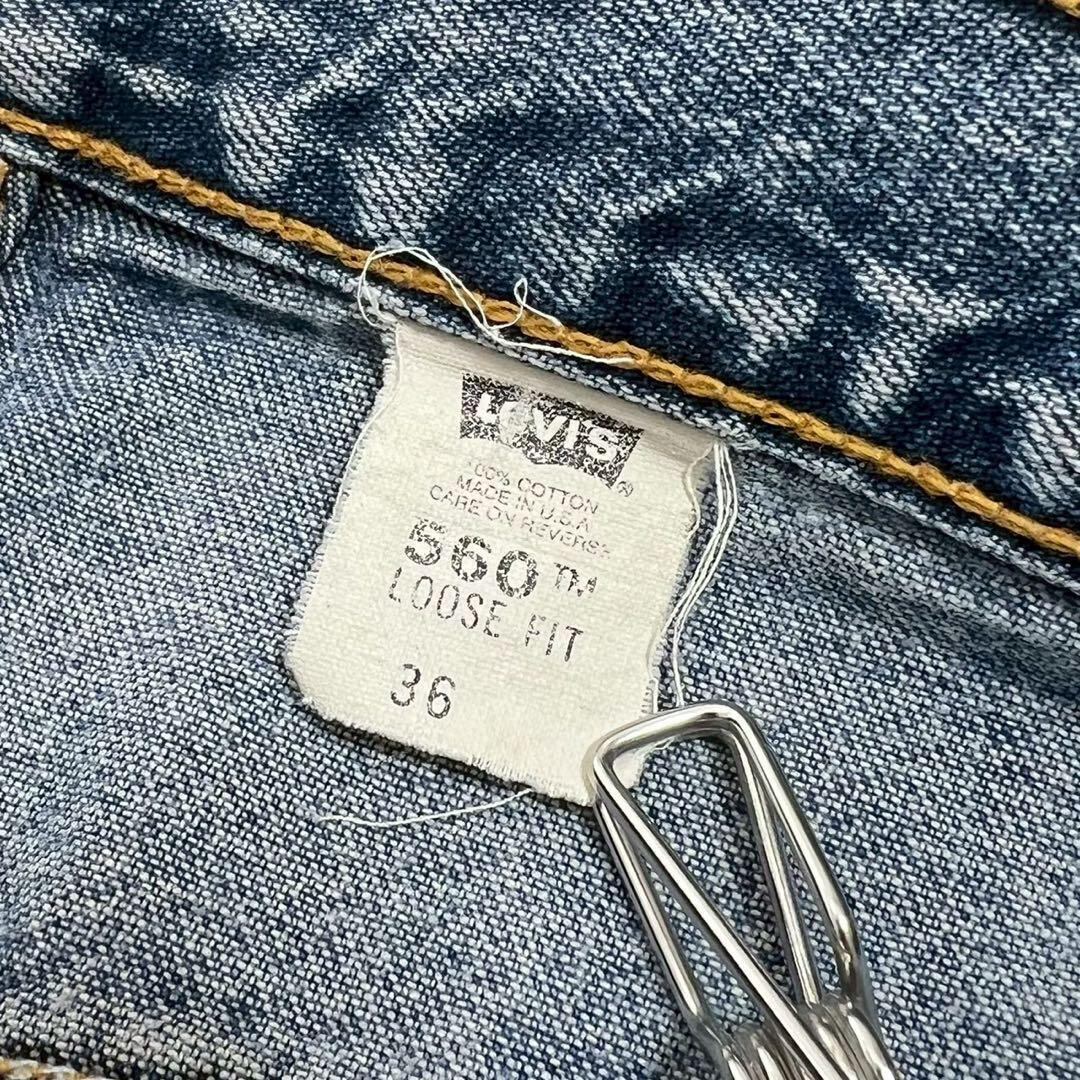 LEVI'S®
100% COTTON
MADE IN U.S.A
CARE ON REVERSE
560™
LOOSE FIT
36